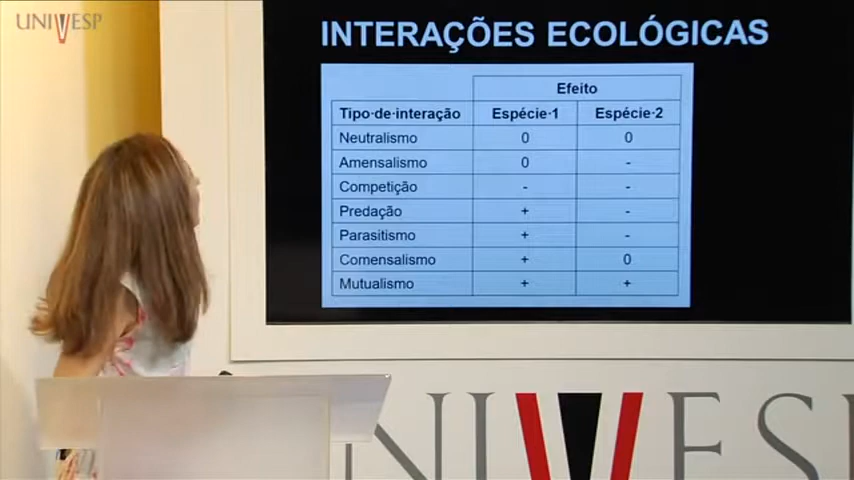 UNIVESP
INTERAÇÕES ECOLÓGICAS
Efeito
Tipo·de·interação Espécie·1 Espécie·2
Neutralismo 0 0
Amensalismo 0 -
Competição - -
Predação + -
Parasitismo + -
Comensalismo + 0
Mutualismo + +
UNIVESP